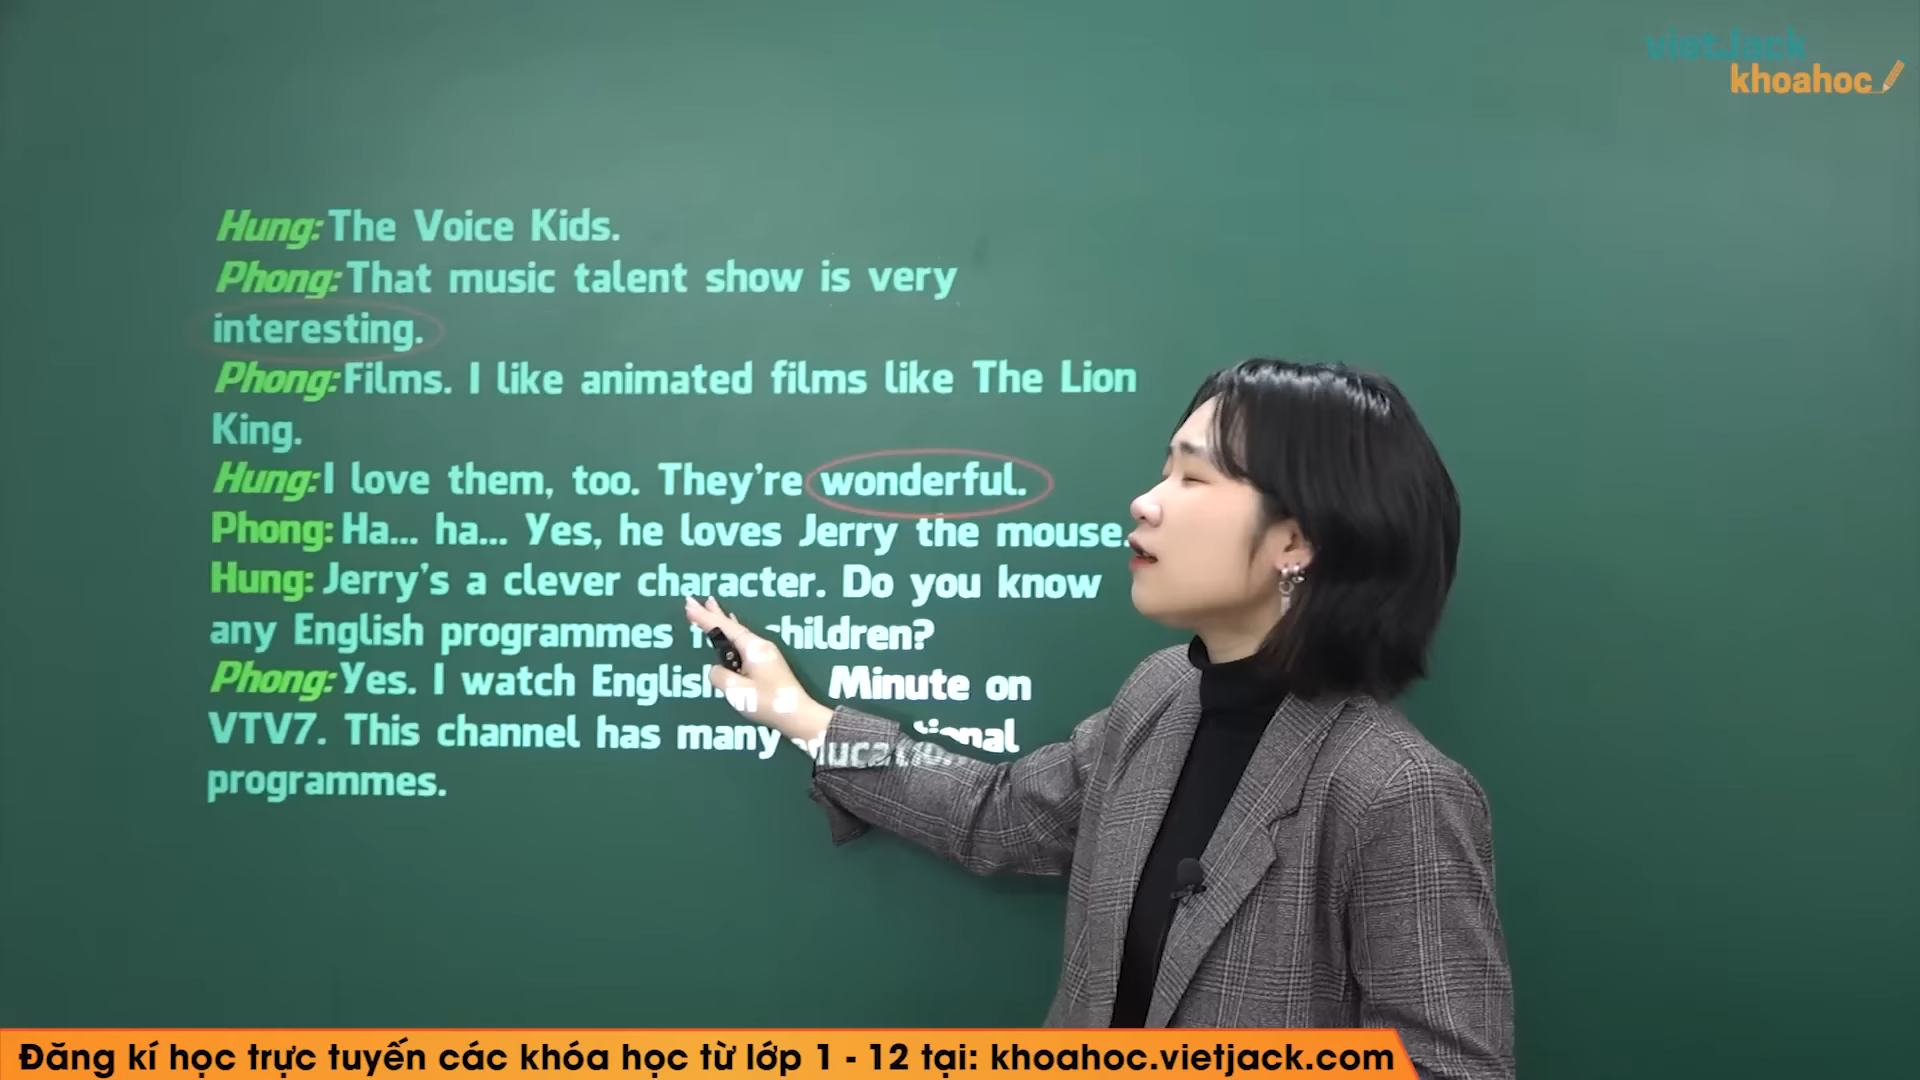 vietJack
khoahoc
Hung: The Voice Kids.
Phong: That music talent show is very
interesting.
Phong: Films. I like animated films like The Lion
King.
Hung: I love them, too. They're wonderful.
Phong: Ha... ha... Yes, he loves Jerry the mouse.
Hung: Jerry's a clever character. Do you know
any English programmes children?
Phong: Yes. I watch English in a Minute on
VTV7. This channel has many educational
programmes.
Đăng kí học trực tuyến các khóa học từ lớp 1 - 12 tại: khoahoc.vietjack.com